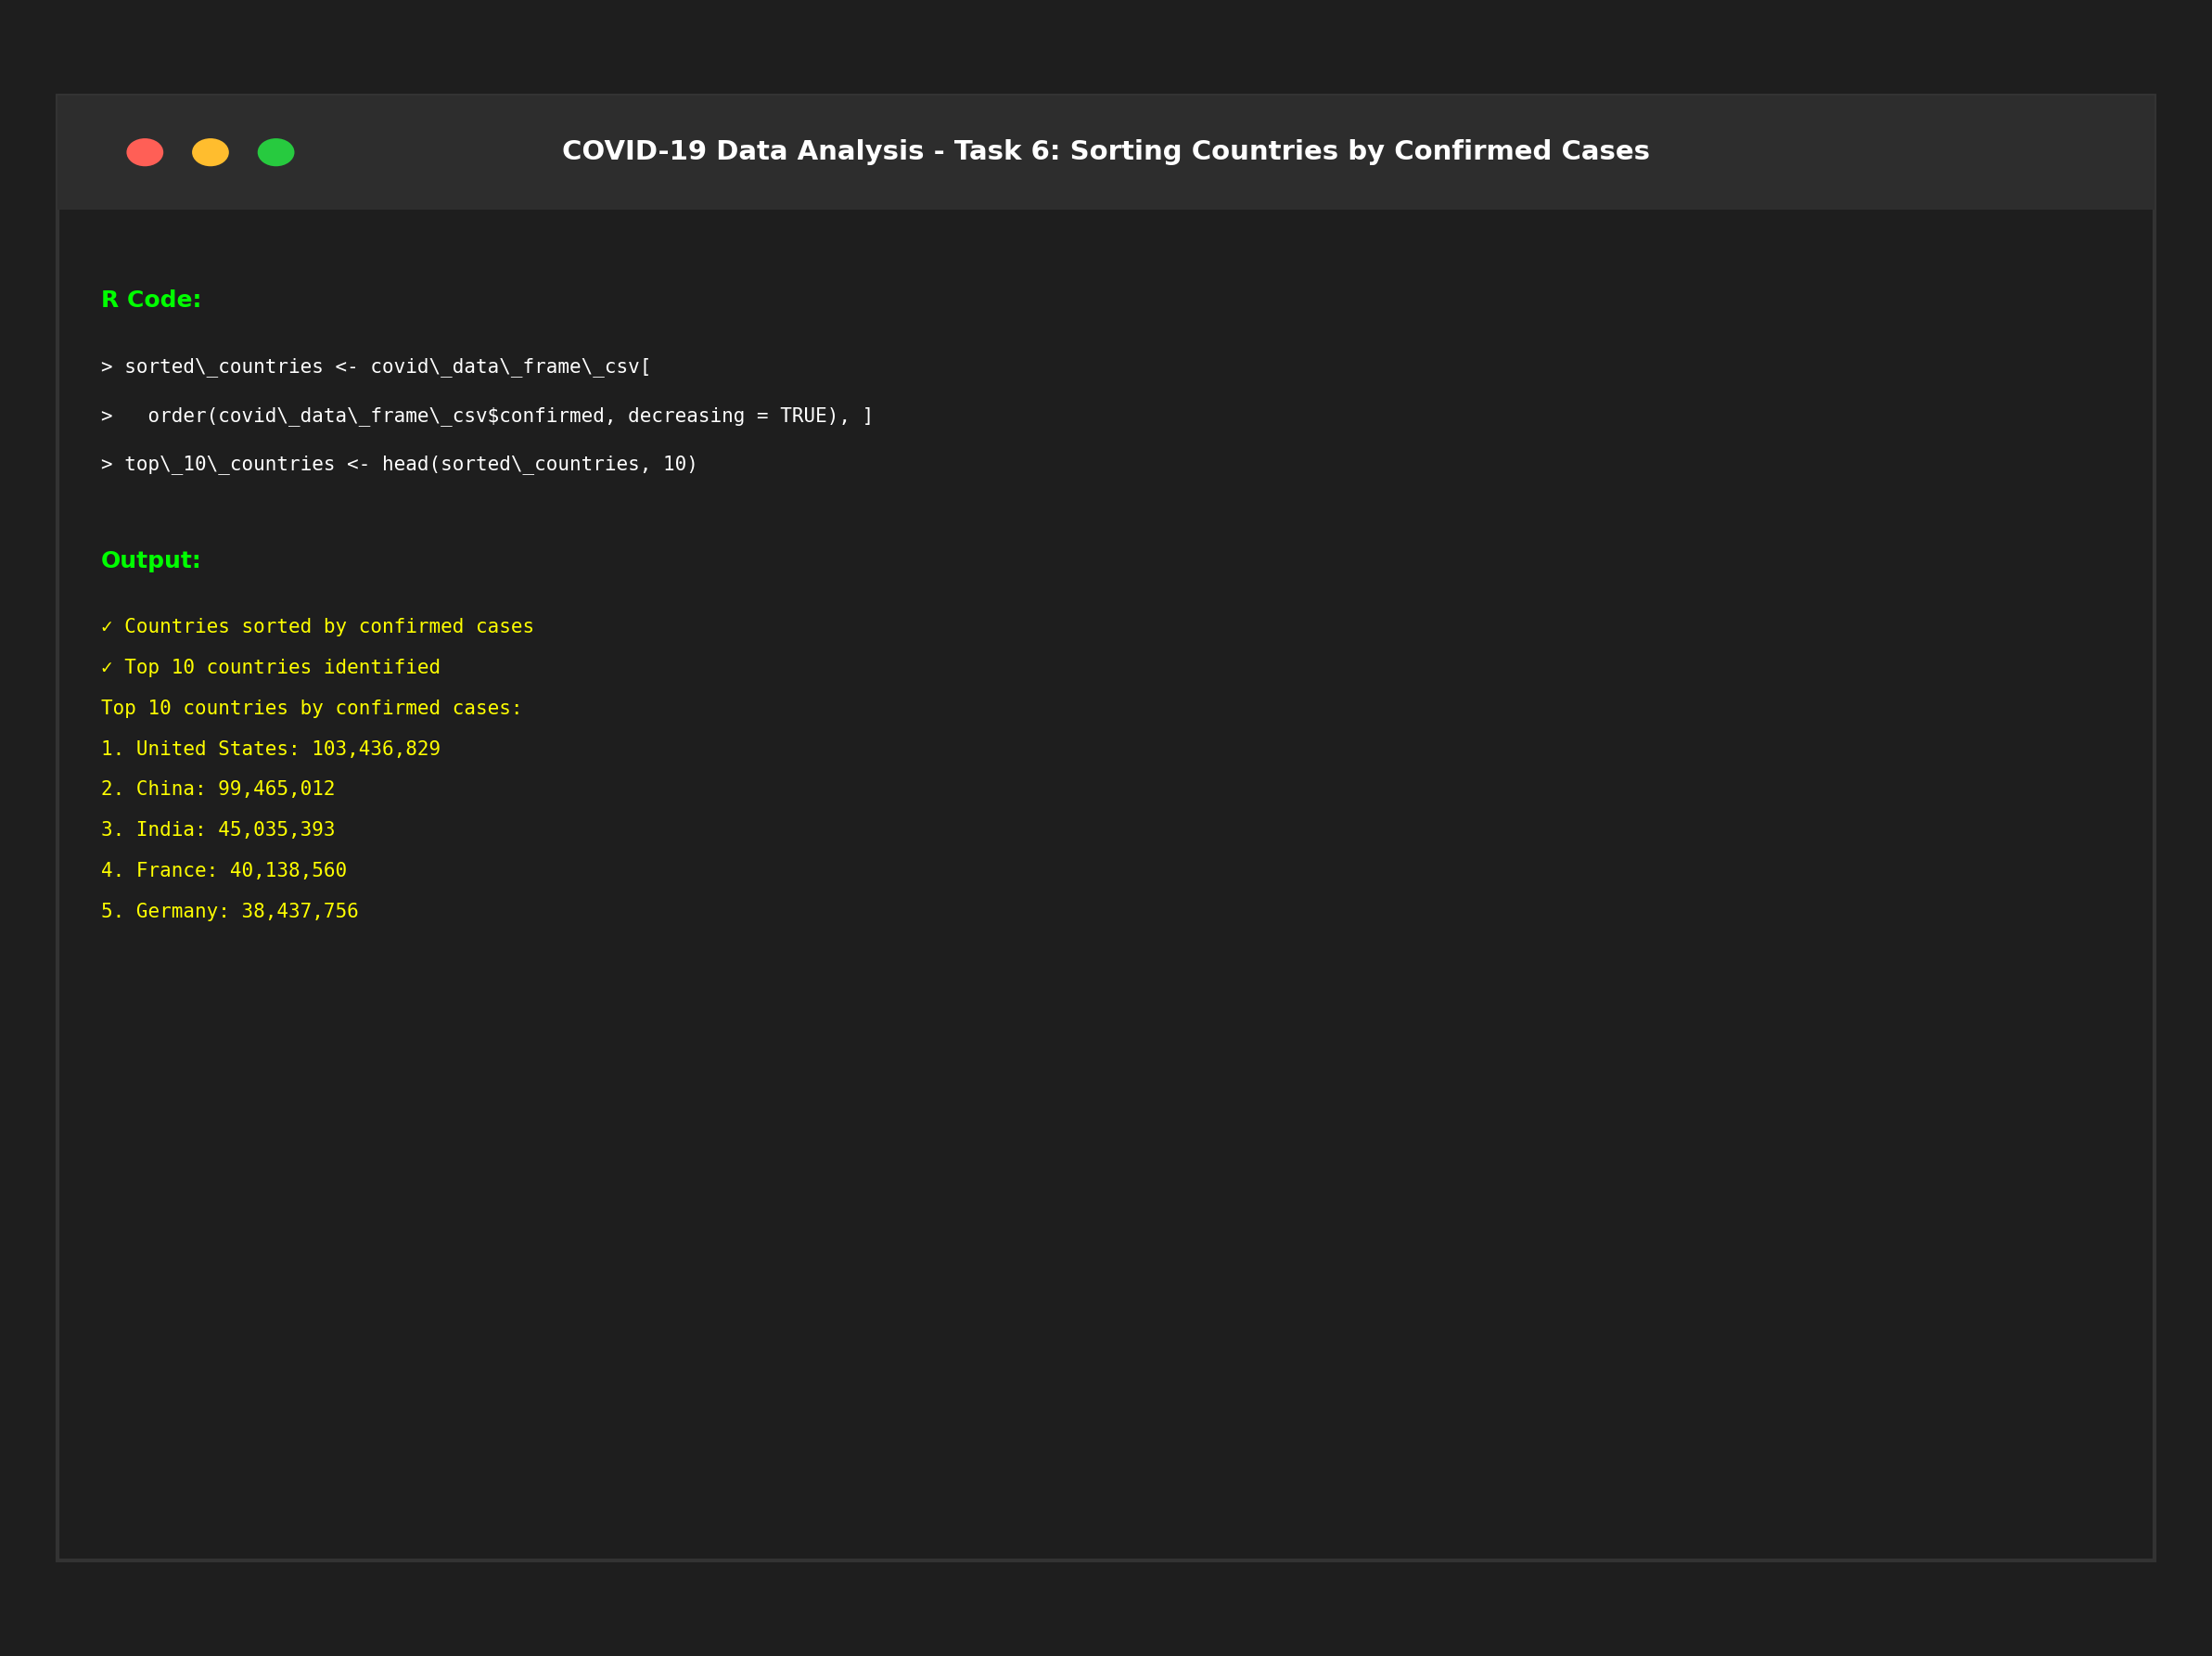 COVID-19 Data Analysis - Task 6: Sorting Countries by Confirmed Cases
R Code:
> sorted\_countries <- covid\_data\_frame\_csv[
>   order(covid\_data\_frame\_csv$confirmed, decreasing = TRUE), ]
> top\_10\_countries <- head(sorted\_countries, 10)
Output:
✓ Countries sorted by confirmed cases
✓ Top 10 countries identified
Top 10 countries by confirmed cases:
1. United States: 103,436,829
2. China: 99,465,012
3. India: 45,035,393
4. France: 40,138,560
5. Germany: 38,437,756